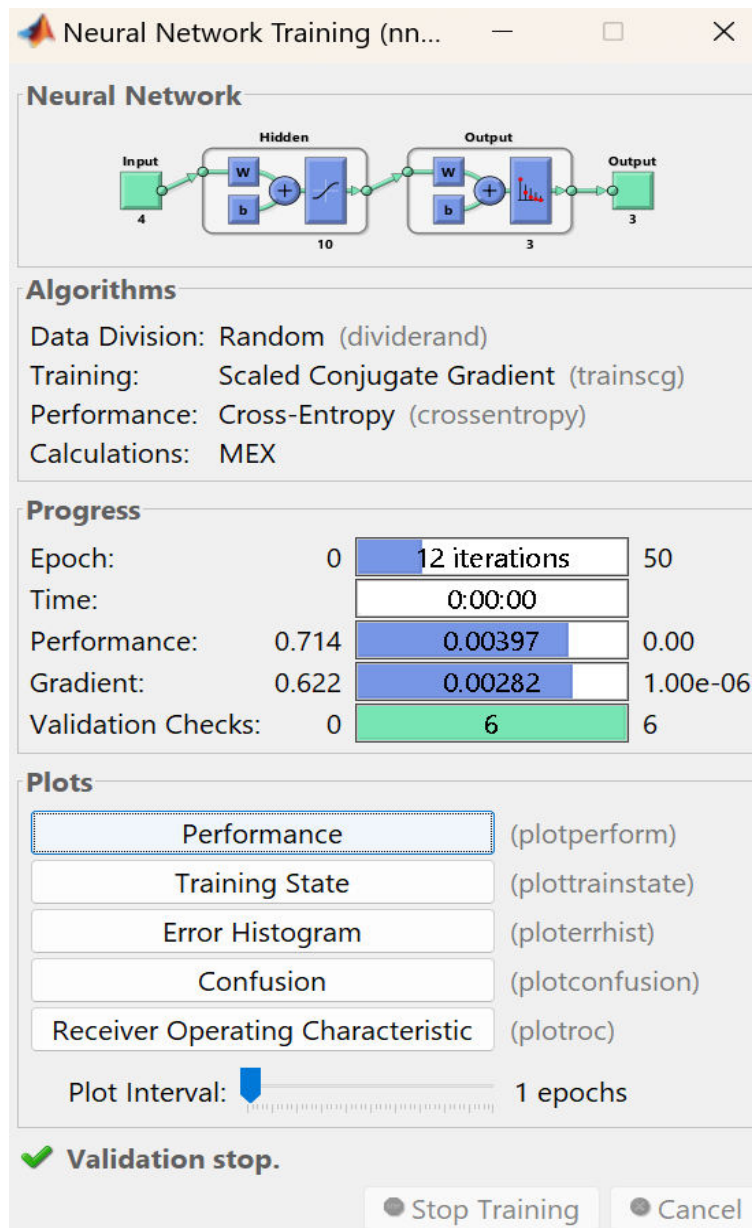 Neural Network Training (nn...
Neural Network
Hidden
Output
Input
W
W
Output
+
+
b
b
4
10
3
3
Algorithms
Data Division: Random (dividerand)
Training: Scaled Conjugate Gradient (trainscg)
Performance: Cross-Entropy (crossentropy)
Calculations: MEX
Progress
Epoch: 0 12 iterations 50
Time: 0:00:00
Performance: 0.714 0.00397 0.00
Gradient: 0.622 0.00282 1.00e-06
Validation Checks: 0 6 6
Plots
Performance (plotperform)
Training State (plottrainstate)
Error Histogram (ploterrhist)
Confusion (plotconfusion)
Receiver Operating Characteristic (plotroc)
Plot Interval: 1 epochs
Validation stop.
Stop Training Cancel